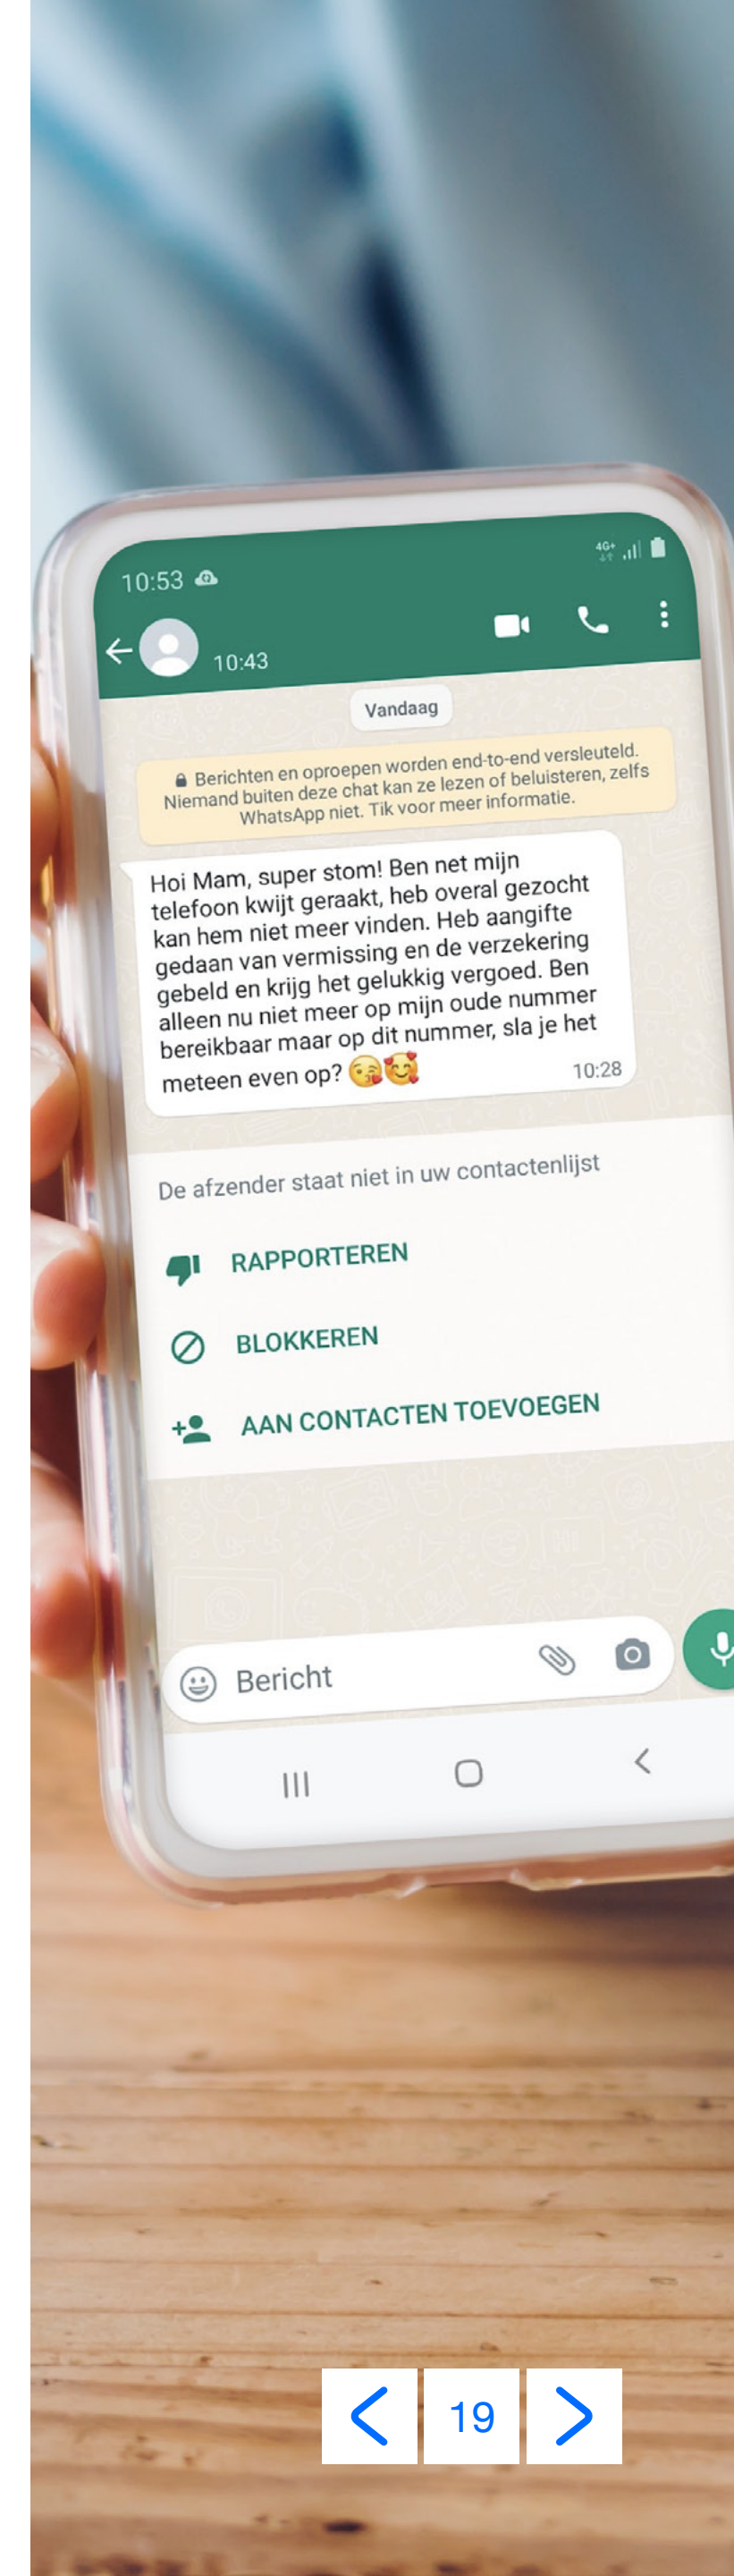 10:53
4G+
10:43
Vandaag
Berichten en oproepen worden end-to-end versleuteld.
Niemand buiten deze chat kan ze lezen of beluisteren, zelfs
WhatsApp niet. Tik voor meer informatie.
Hoi Mam, super stom! Ben net mijn
telefoon kwijt geraakt, heb overal gezocht
kan hem niet meer vinden. Heb aangifte
gedaan van vermissing en de verzekering
gebeld en krijg het gelukkig vergoed. Ben
alleen nu niet meer op mijn oude nummer
bereikbaar maar op dit nummer, sla je het
meteen even op? 😘🥰
10:28
De afzender staat niet in uw contactenlijst
RAPPORTEREN
BLOKKEREN
AAN CONTACTEN TOEVOEGEN
Bericht
19